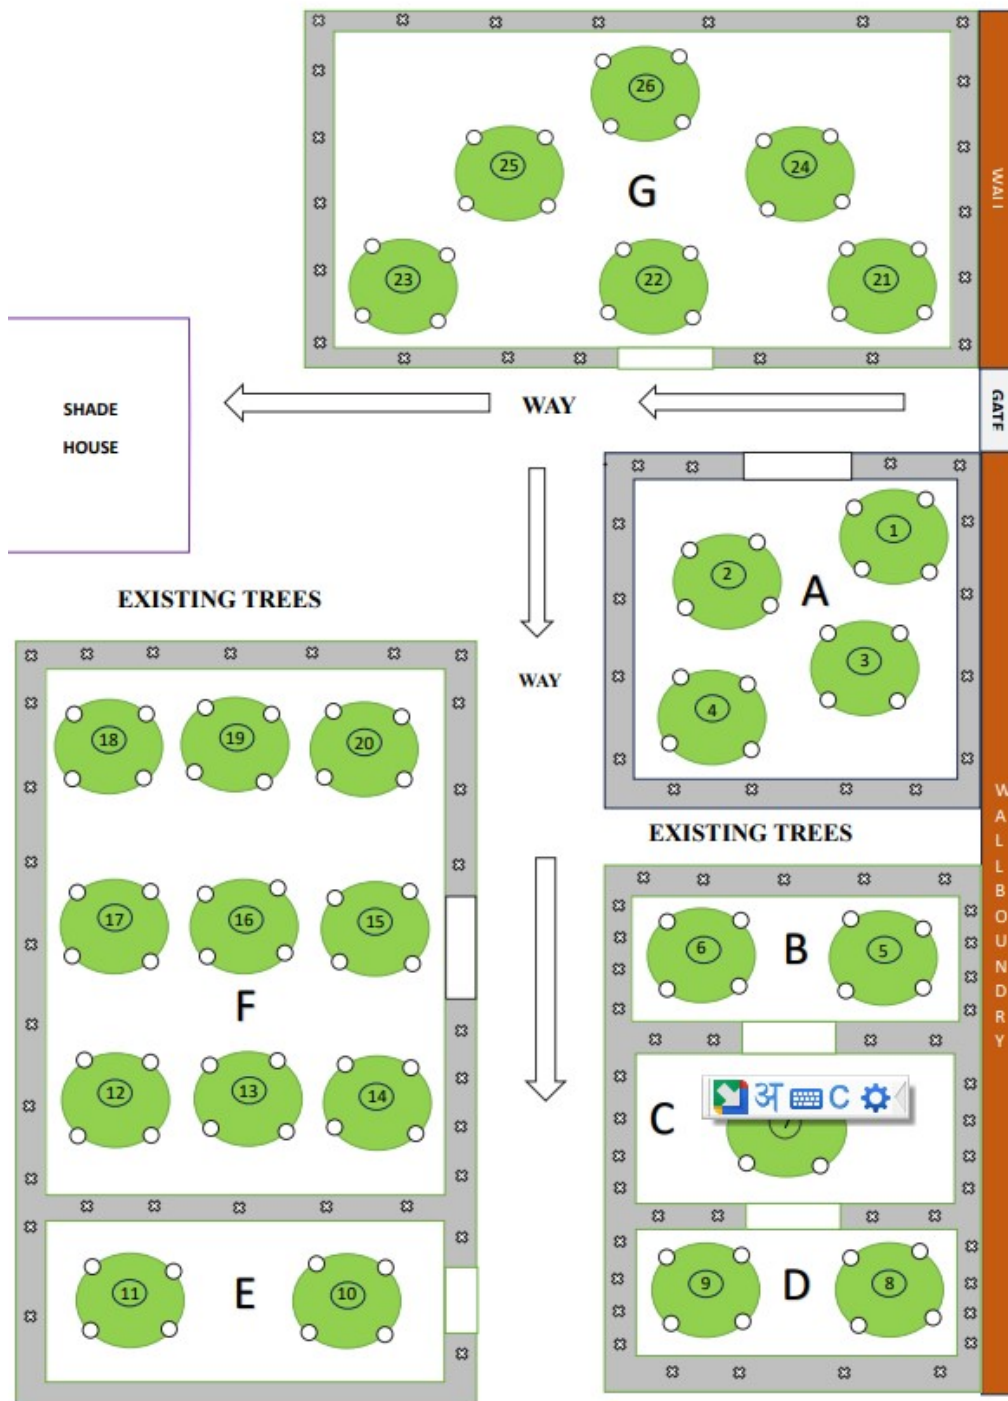 26
25
24
G
23
22
21
WALL
SHADE
HOUSE
WAY
GATE
1
2
A
3
4
EXISTING TREES
WAY
18
19
20
EXISTING TREES
WALL BOUNDRY
17
16
15
F
6
B
5
12
13
14
C
अ
C
7
11
E
10
9
D
8